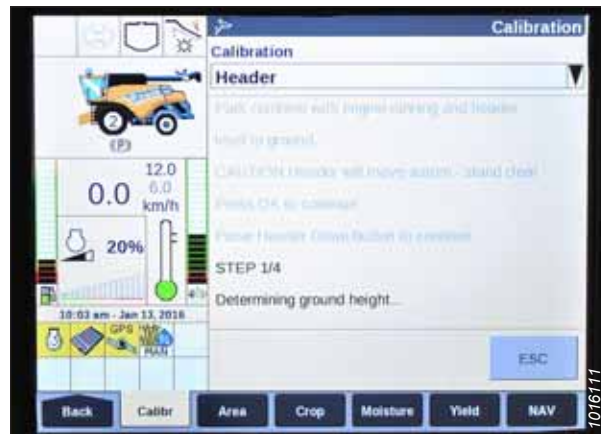 Calibration
Calibration
Header
Park combine with engine running and header
level to ground.
CAUTION Header will move autom - stand clear
Press OK to continue
Press Header Down Button to continue
STEP 1/4
Determining ground height...
ESC
2
(P)
12.0
0.0
6.0
km/h
20%
10:03 am - Jan 13, 2016
GPS
MAN
Back
Calibr
Area
Crop
Moisture
Yield
NAV
1016111